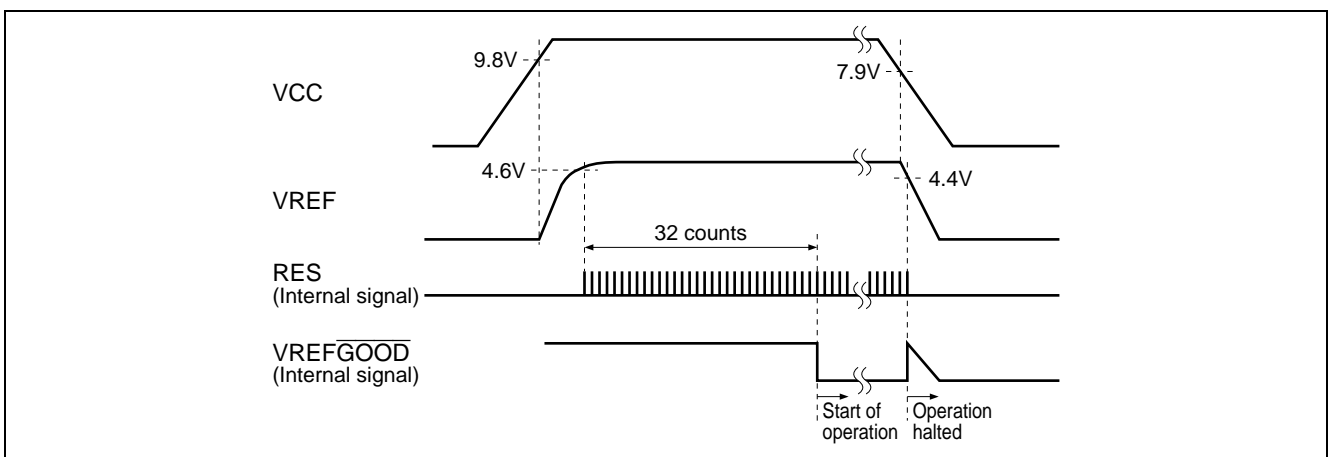 9.8V
7.9V
VCC
4.6V
4.4V
VREF
32 counts
RES
(Internal signal)
VREFG̅O̅O̅D̅
(Internal signal)
Start of
operation
Operation
halted